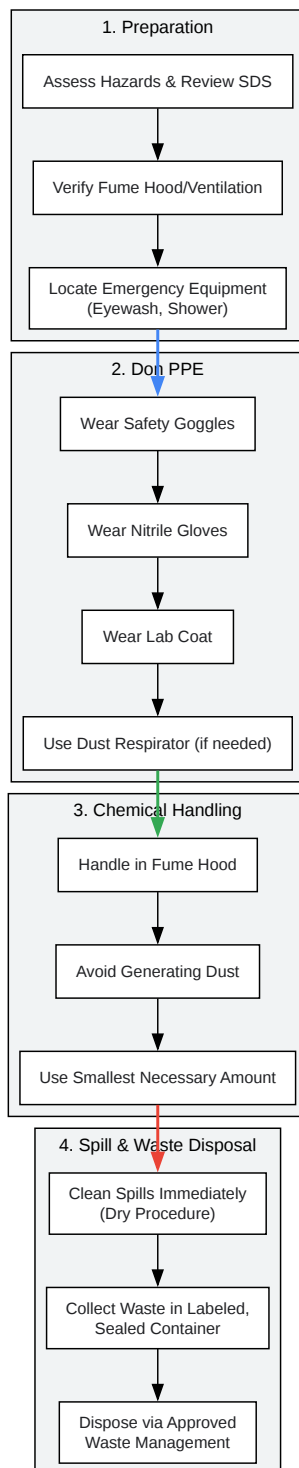 1. Preparation
Assess Hazards & Review SDS
Verify Fume Hood/Ventilation
Locate Emergency Equipment
(Eyewash, Shower)
2. Don PPE
Wear Safety Goggles
Wear Nitrile Gloves
Wear Lab Coat
Use Dust Respirator (if needed)
3. Chemical Handling
Handle in Fume Hood
Avoid Generating Dust
Use Smallest Necessary Amount
4. Spill & Waste Disposal
Clean Spills Immediately
(Dry Procedure)
Collect Waste in Labeled,
Sealed Container
Dispose via Approved
Waste Management